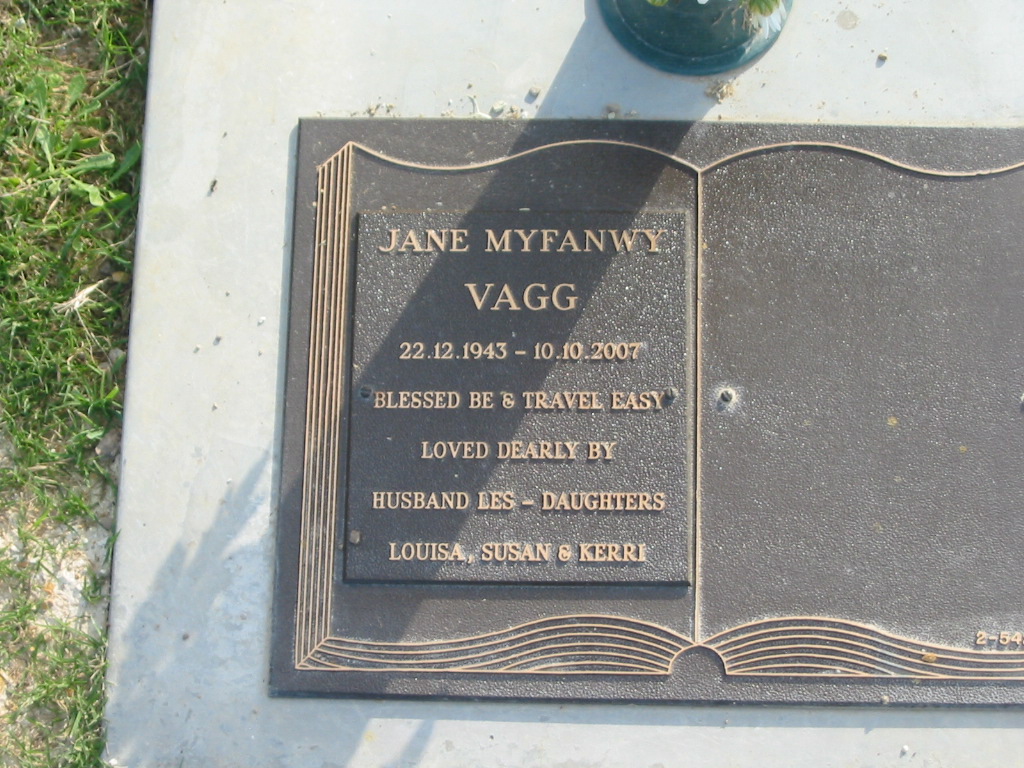 JANE MYFANWY
VAGG
22.12.1943 – 10.10.2007
BLESSED BE & TRAVEL EASY
LOVED DEARLY BY
HUSBAND LES – DAUGHTERS
LOUISA, SUSAN & KERRI